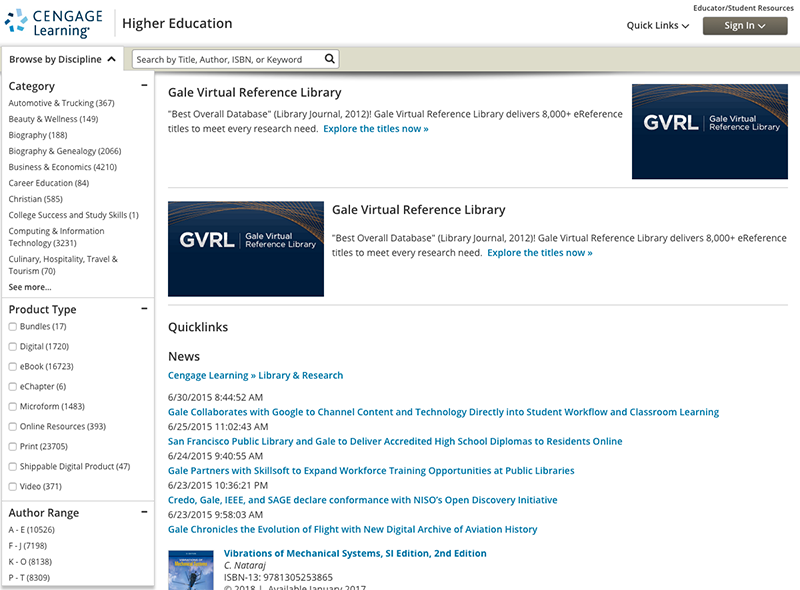 CENGAGE
Learning
Higher Education
Educator/Student Resources
Quick Links
Sign In
Browse by Discipline
Search by Title, Author, ISBN, or Keyword
Category
Automotive & Trucking (367)
Beauty & Wellness (149)
Biography (188)
Biography & Genealogy (2066)
Business & Economics (4210)
Career Education (84)
Christian (585)
College Success and Study Skills (1)
Computing & Information
Technology (3231)
Culinary, Hospitality, Travel &
Tourism (70)
See more...
Product Type
Bundles (17)
Digital (1720)
eBook (16723)
eChapter (6)
Microform (1483)
Online Resources (393)
Print (23705)
Shippable Digital Product (47)
Video (371)
Author Range
A - E (10526)
F - J (7198)
K - O (8138)
P - T (8309)
Gale Virtual Reference Library
"Best Overall Database" (Library Journal, 2012)! Gale Virtual Reference Library delivers 8,000+ eReference
titles to meet every research need. Explore the titles now »
GVRL
Gale Virtual
Reference Library
GVRL
Gale Virtual
Reference Library
Gale Virtual Reference Library
"Best Overall Database" (Library Journal, 2012)! Gale Virtual Reference Library delivers 8,000+ eReference
titles to meet every research need. Explore the titles now »
Quicklinks
News
Cengage Learning » Library & Research
6/30/2015 8:44:52 AM
Gale Collaborates with Google to Channel Content and Technology Directly into Student Workflow and Classroom Learning
6/25/2015 11:02:43 AM
San Francisco Public Library and Gale to Deliver Accredited High School Diplomas to Residents Online
6/24/2015 9:40:55 AM
Gale Partners with Skillsoft to Expand Workforce Training Opportunities at Public Libraries
6/23/2015 10:36:21 PM
Credo, Gale, IEEE, and SAGE declare conformance with NISO's Open Discovery Initiative
6/23/2015 9:58:03 AM
Gale Chronicles the Evolution of Flight with New Digital Archive of Aviation History
Vibrations of Mechanical Systems, SI Edition, 2nd Edition
C. Nataraj
ISBN-13: 9781305253865
© 2018 | Available January 2017